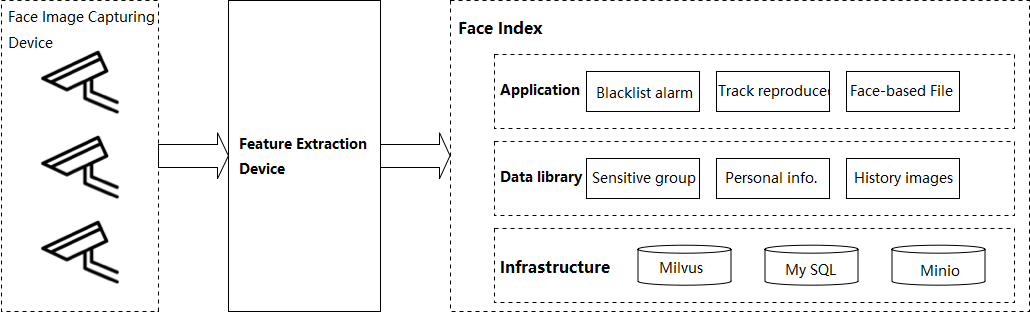 Face Image Capturing
Device
Feature Extraction
Device
Face Index
Application
Blacklist alarm
Track reproduce
Face-based File
Data library
Sensitive group
Personal info.
History images
Infrastructure
Milvus
My SQL
Minio